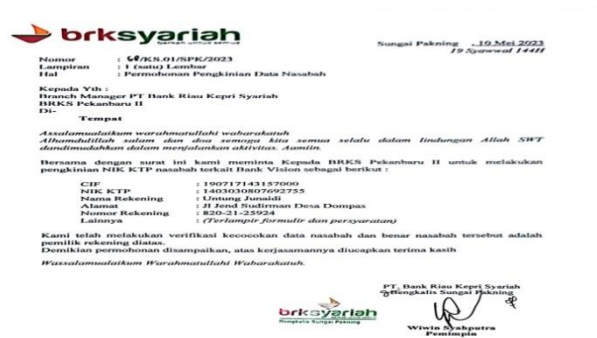 brksyariah
Sungai Pakning , 10 Mei 2023
19 Syawwal 144H
Nomor : 68/KS.01/SPK/2023
Lampiran : 1 (satu) Lembar
Hal : Permohonan Pengkinian Data Nasabah
Kepada Yth :
Branch Manager PT Bank Riau Kepri Syariah
BRKS Pekanbaru II
Di-
Tempat
Assalamualaikum warahmatullahi wabarakatuh
Alhamdulillah salam dan doa semoga kita semua selalu dalam lindungan Allah SWT
dandimudahkan dalam menjalankan aktivitas. Aamiin.
Bersama dengan surat ini kami meminta Kepada BRKS Pekanbaru II untuk melakukan
pengkinian NIK KTP nasabah terkait Bank Vision sebagai berikut :
CIF : 190717143157000
NIK KTP : 1403030807692755
Nama Rekening : Untung Junaidi
Alamat : Jl Jend Sudirman Desa Dompas
Nomor Rekening : 820-21-25924
Lainnya : (Terlampir formulir dan persyaratan)
Kami telah melakukan verifikasi kecocokan data nasabah dan benar nasabah tersebut adalah
pemilik rekening diatas.
Demikian permohonan disampaikan, atas kerjasamannya diucapkan terima kasih
Wassalamualaikum Warahmatullahi Wabarakatuh.
PT. Bank Riau Kepri Syariah
Bengkalis Sungai Pakning
brksyariah
Bengkalis Sungai Pakning
Wiwin Syahputra
Pemimpin